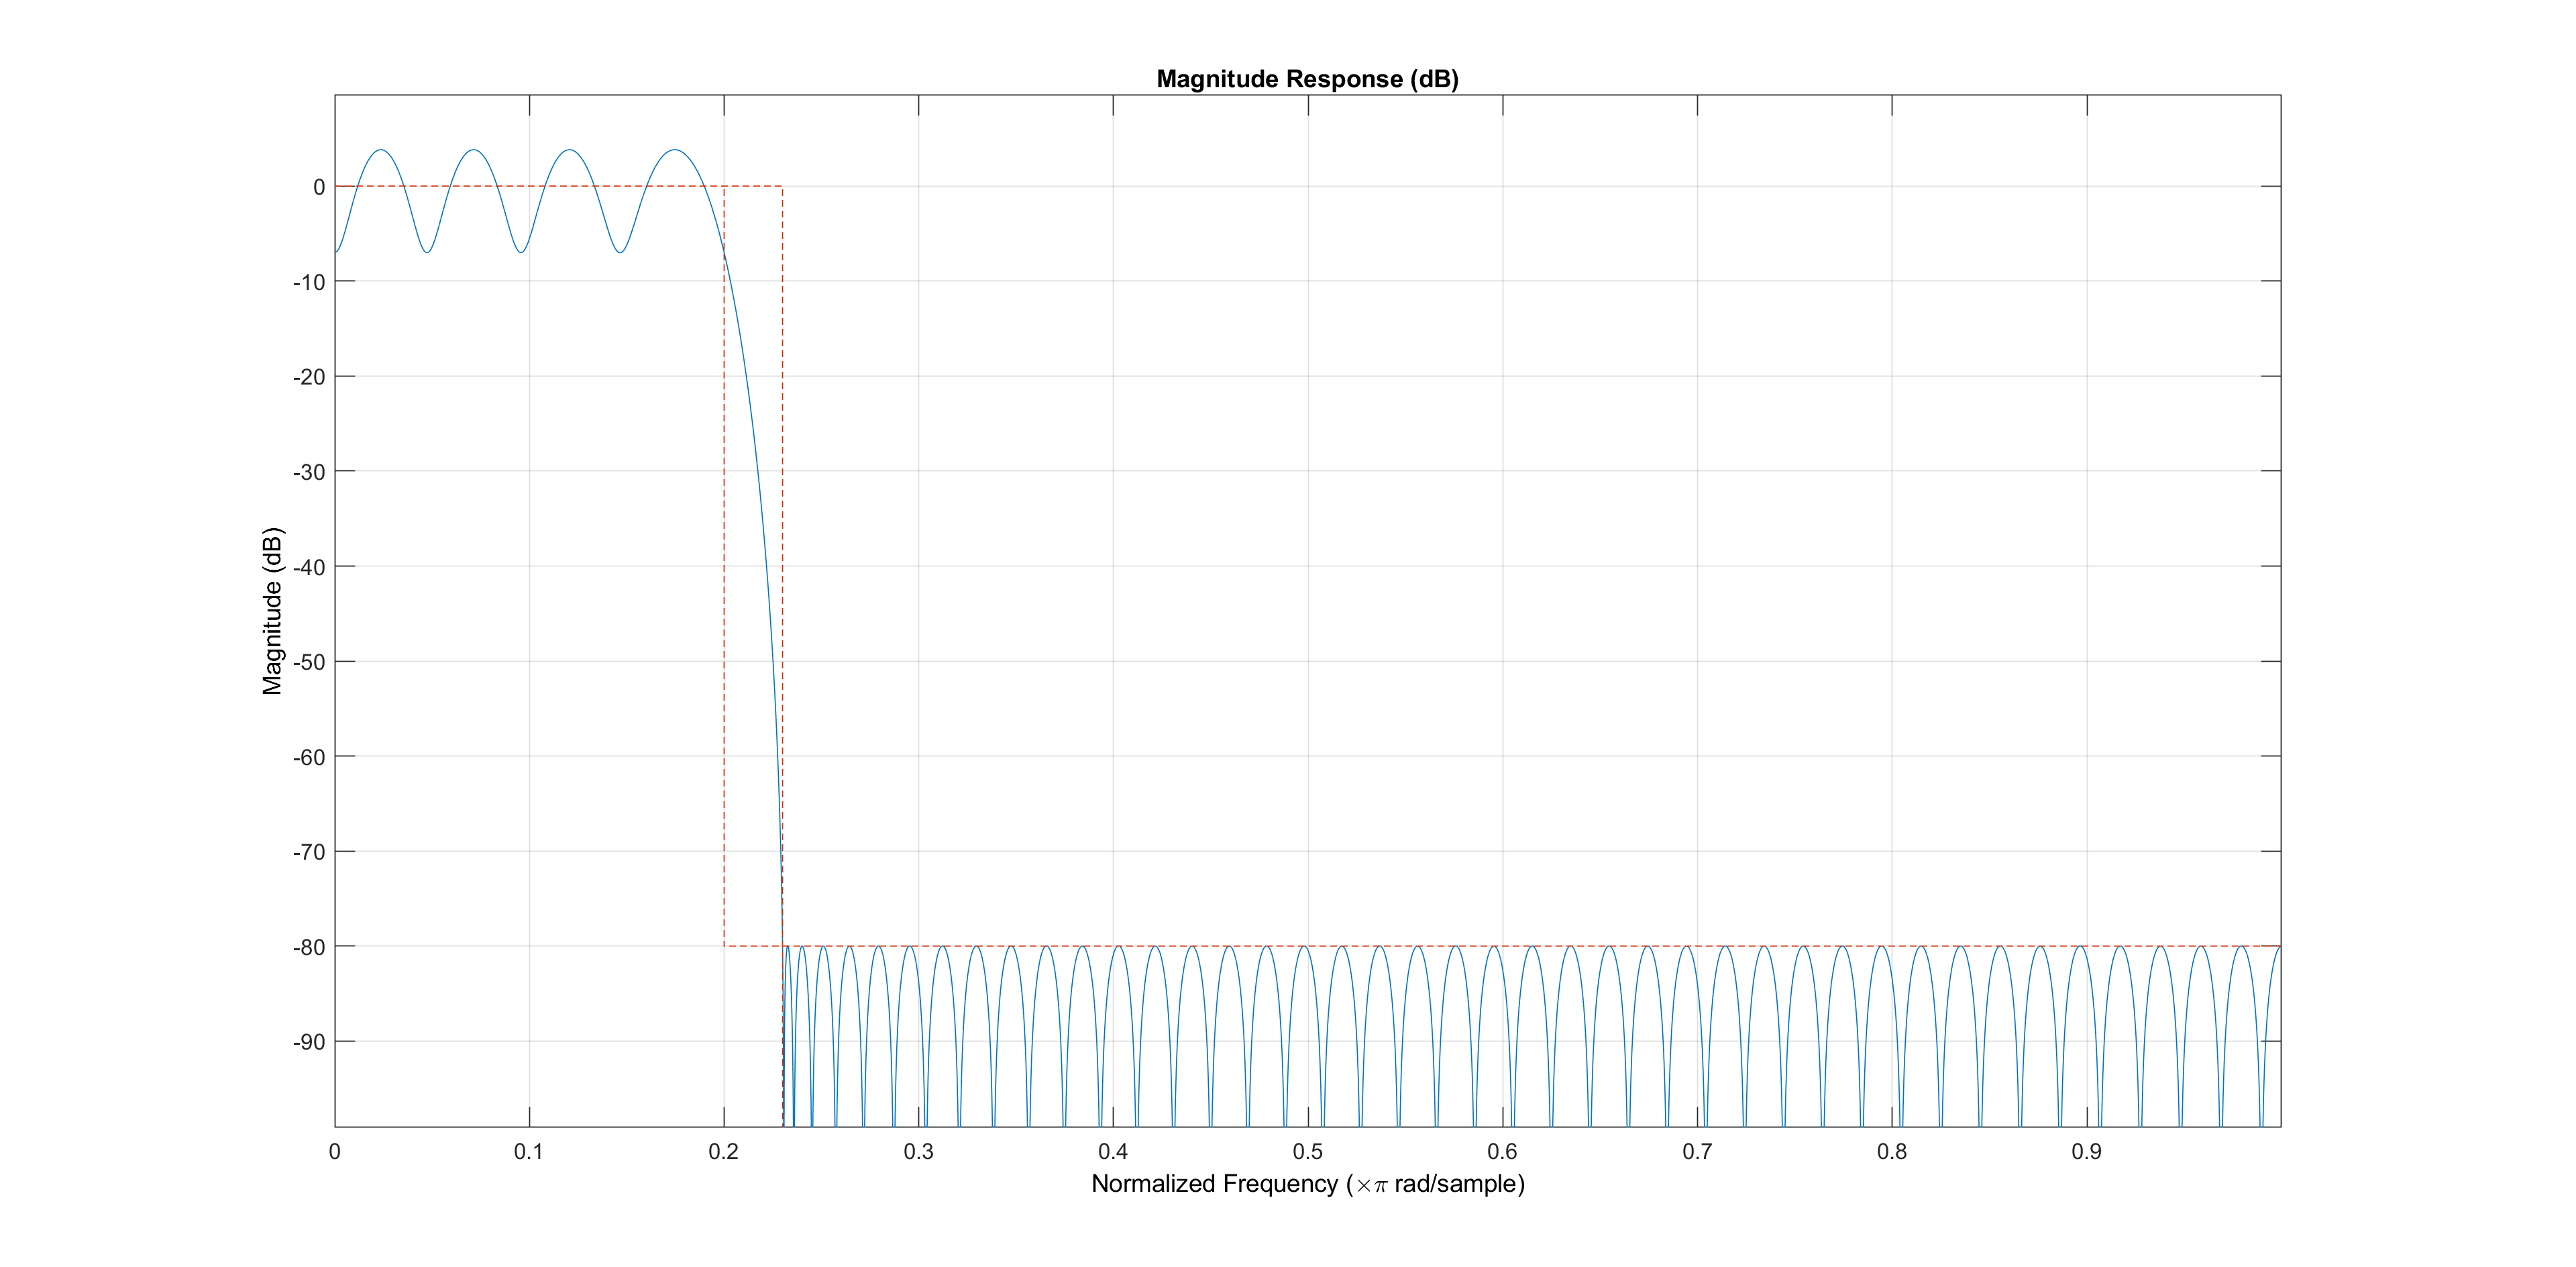 Magnitude Response (dB)
Magnitude (dB)
0
-10
-20
-30
-40
-50
-60
-70
-80
-90
0 0.1 0.2 0.3 0.4 0.5 0.6 0.7 0.8 0.9
Normalized Frequency (×π rad/sample)